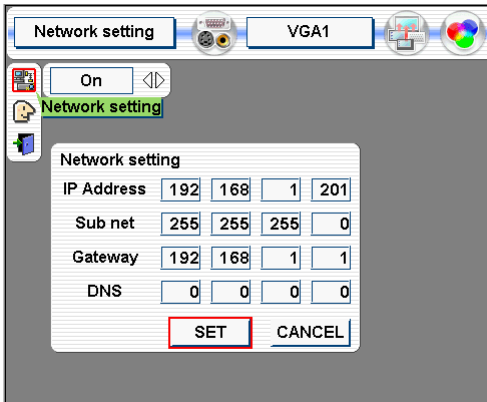 Network setting VGA1
On
Network setting
Network setting
IP Address 192 168 1 201
Sub net 255 255 255 0
Gateway 192 168 1 1
DNS 0 0 0 0
SET CANCEL